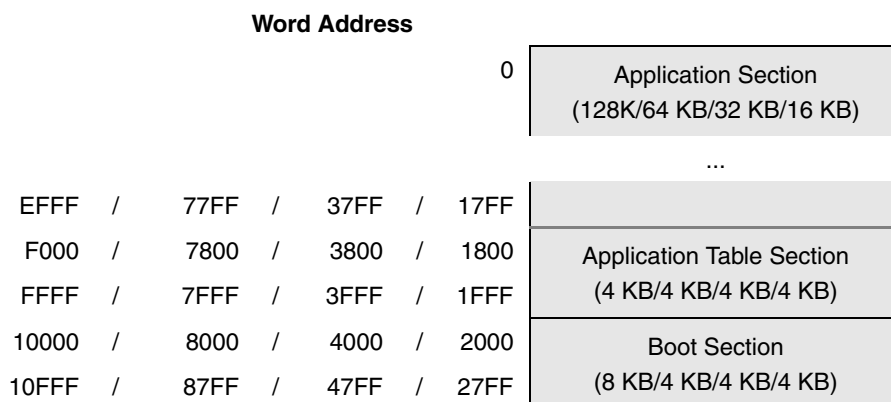 Word Address
0 Application Section
(128K/64 KB/32 KB/16 KB)
...
EFFF / 77FF / 37FF / 17FF
F000 / 7800 / 3800 / 1800 Application Table Section
FFFF / 7FFF / 3FFF / 1FFF (4 KB/4 KB/4 KB/4 KB)
10000 / 8000 / 4000 / 2000 Boot Section
10FFF / 87FF / 47FF / 27FF (8 KB/4 KB/4 KB/4 KB)